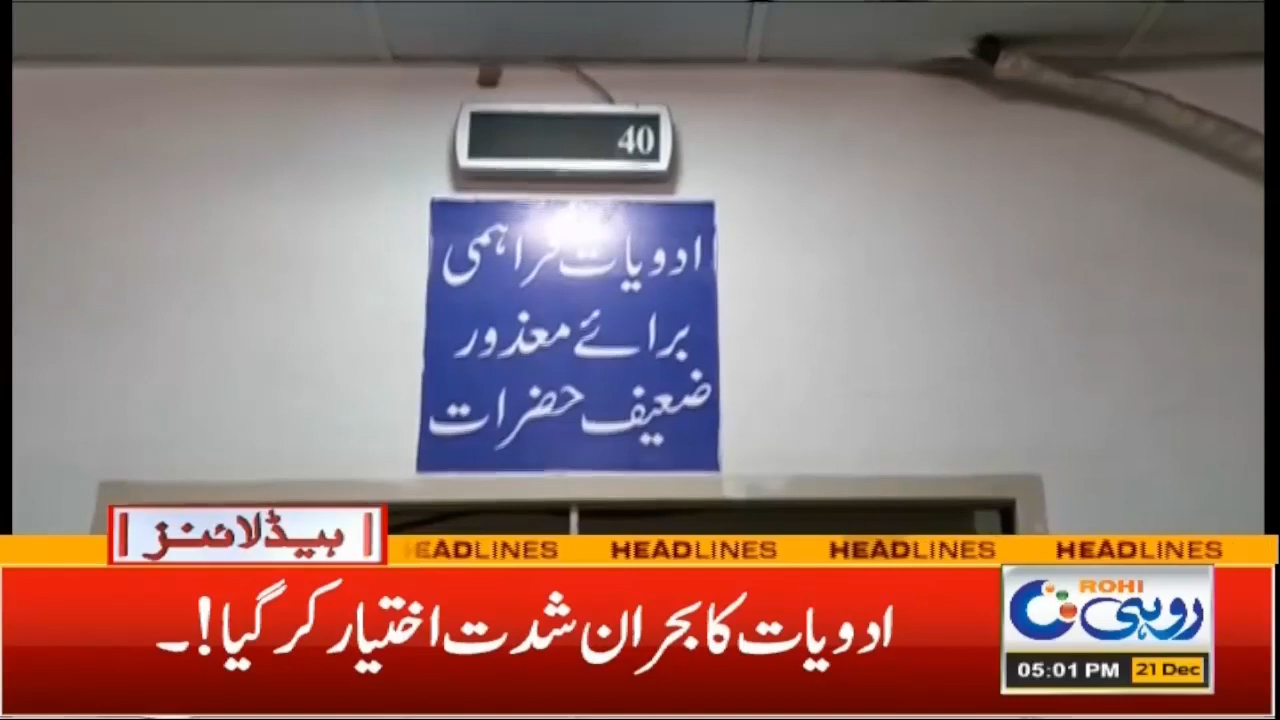 40
ادویات فراہمی
برائے معذور
ضعیف حضرات
ہیڈلائنز
EADLINES HEADLINES HEADLINES HEADLINES
ادویات کا بحران شدت اختیار کر گیا!۔
ROHI
روہی
05:01 PM 21 Dec